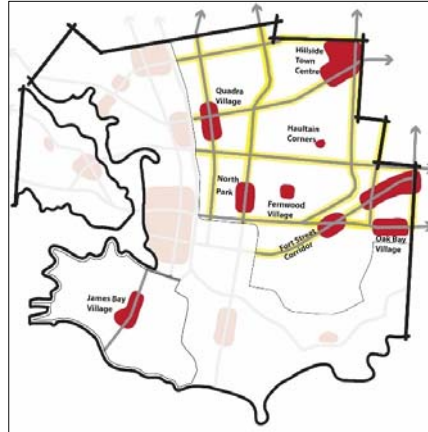 Hillside
Town
Centre
Quadra
Village
Haultain
Corners
North
Park
Fernwood
Village
Fort Street
Corridor
Oak Bay
Village
James Bay
Village